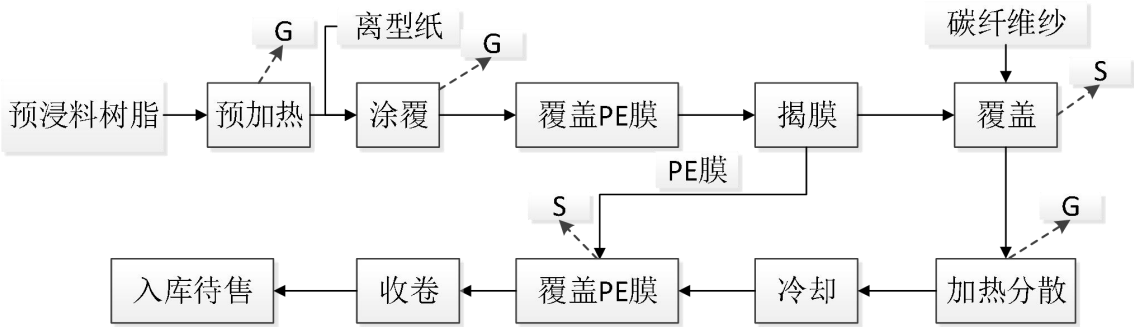 离型纸
碳纤维纱
G
G
S
预浸料树脂
预加热
涂覆
覆盖PE膜
揭膜
覆盖
PE膜
S
G
入库待售
收卷
覆盖PE膜
冷却
加热分散